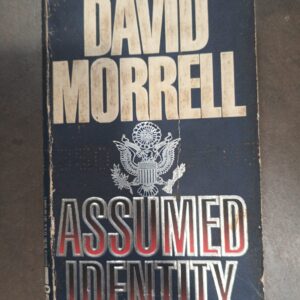 DAVID
MORRELL
ASSUMED
IDENTITY